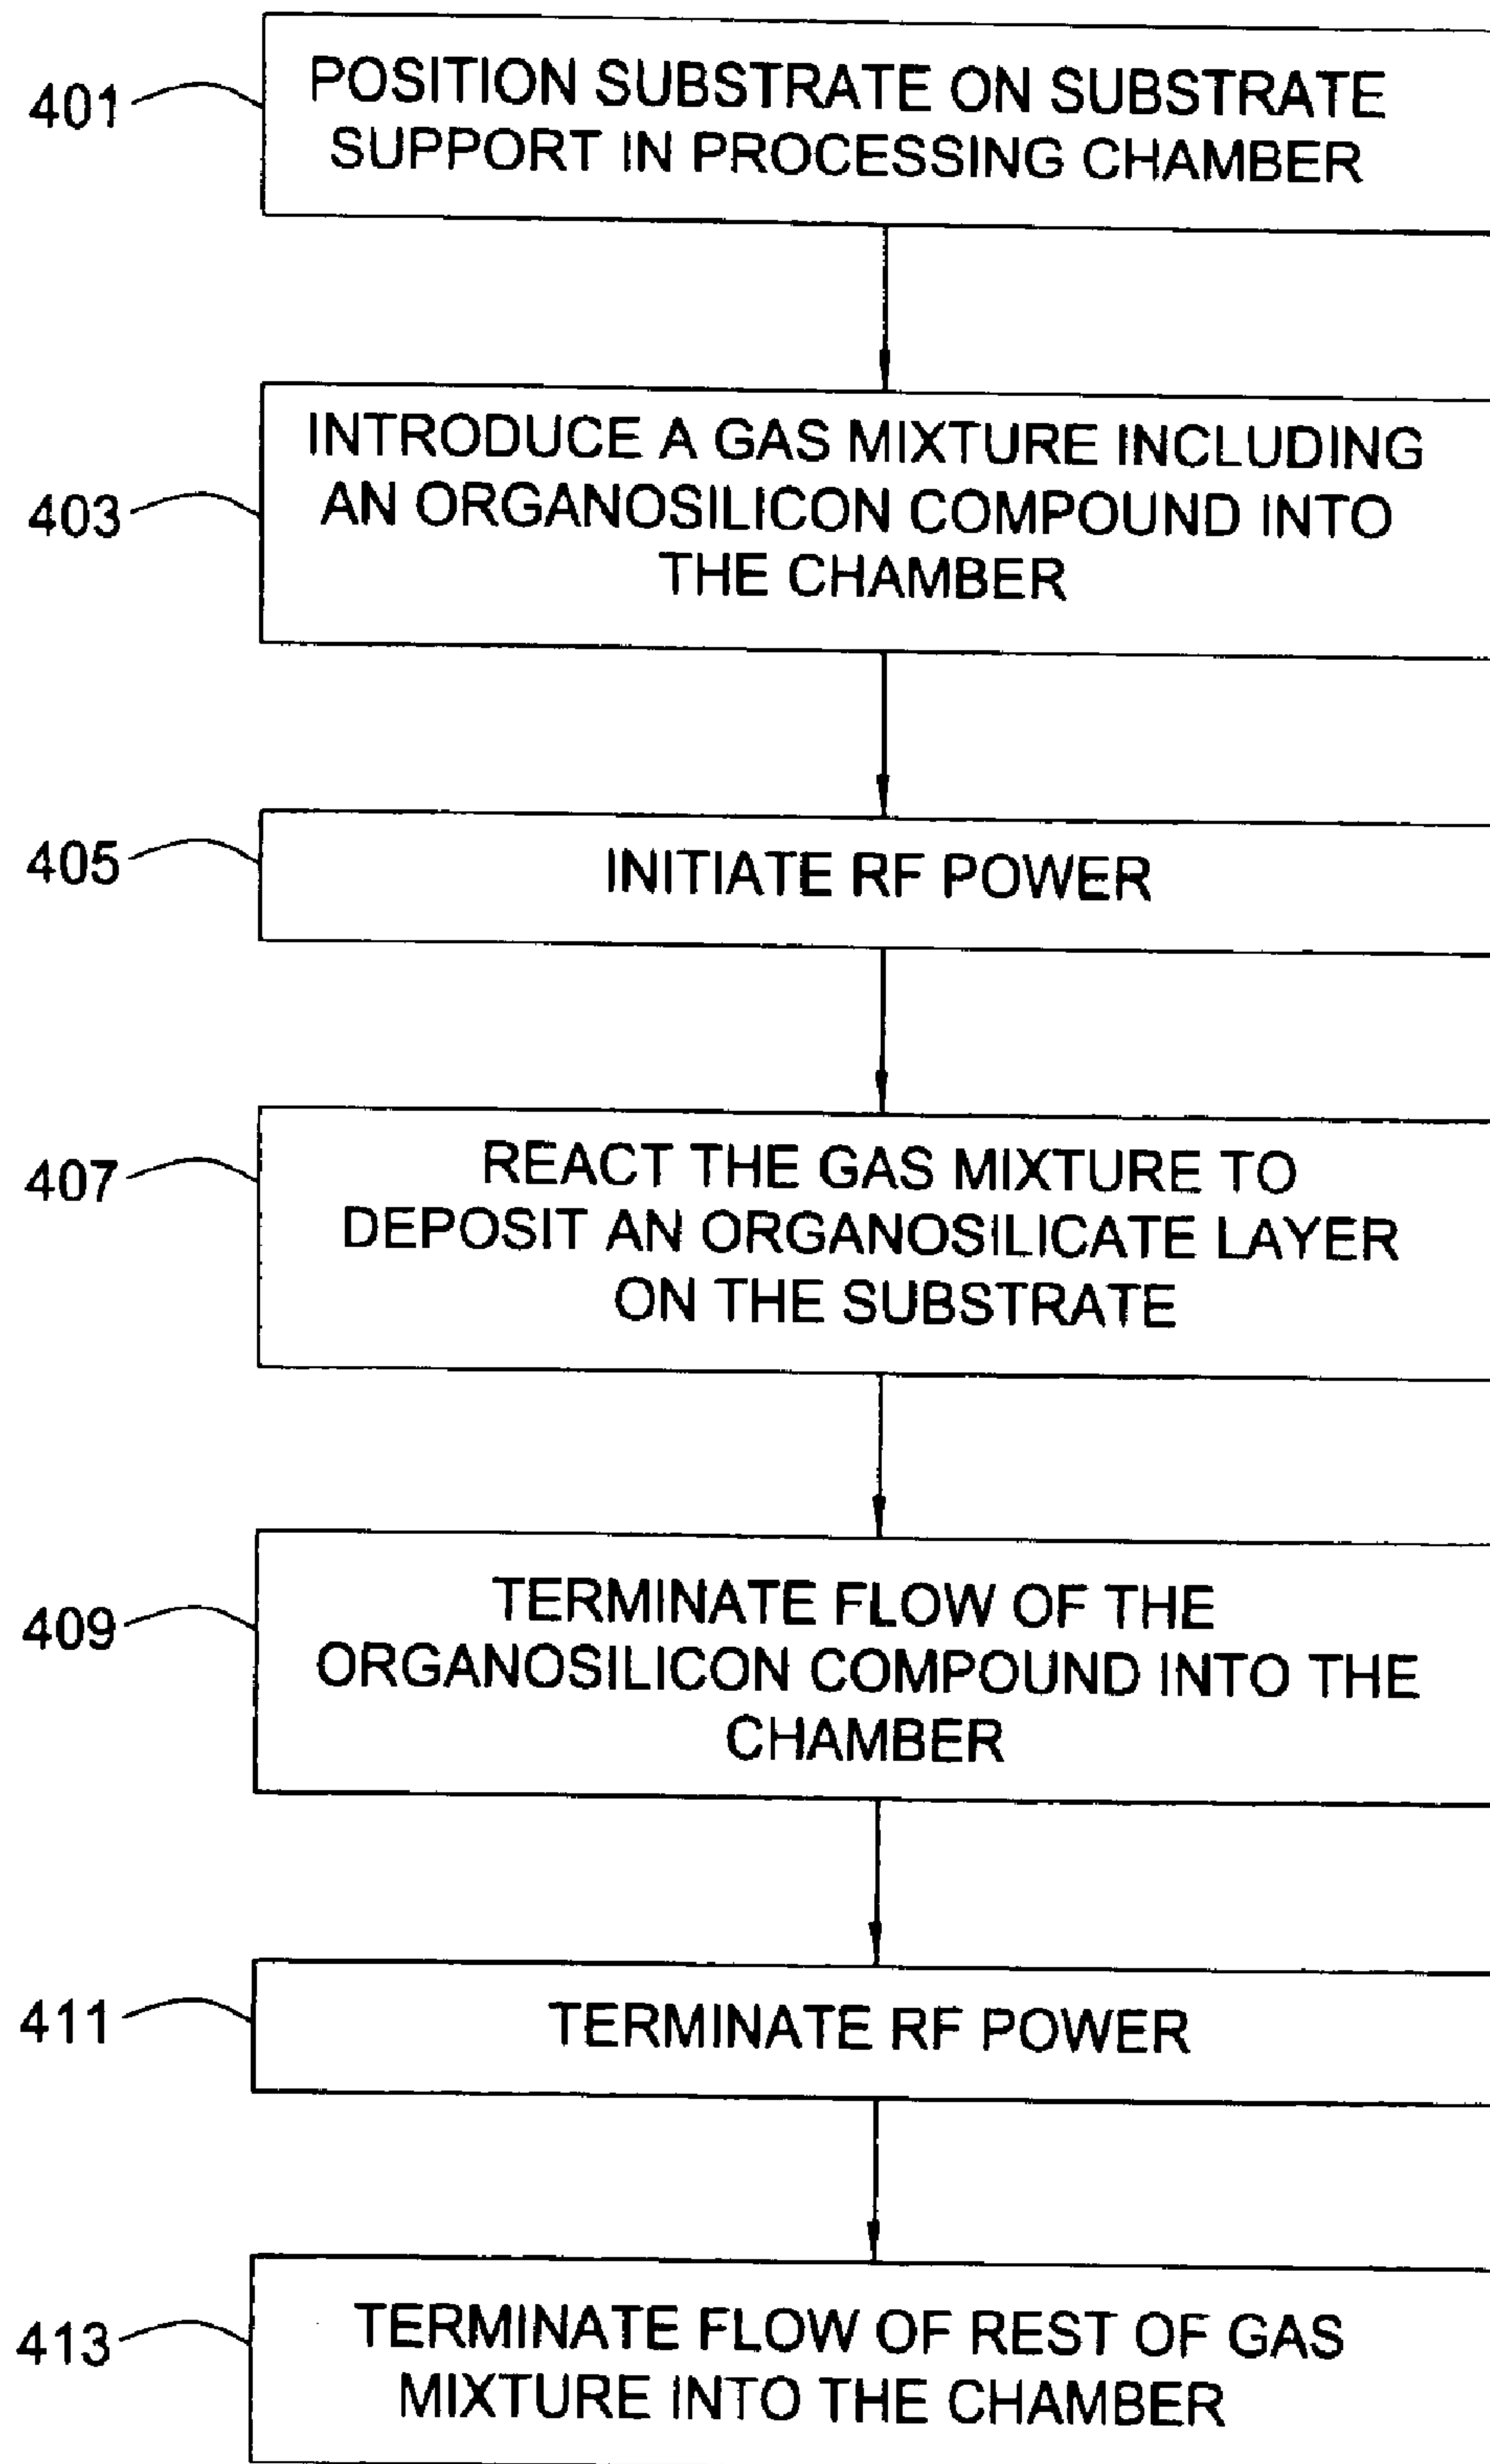 401
POSITION SUBSTRATE ON SUBSTRATE
SUPPORT IN PROCESSING CHAMBER
403
INTRODUCE A GAS MIXTURE INCLUDING
AN ORGANOSILICON COMPOUND INTO
THE CHAMBER
405
INITIATE RF POWER
407
REACT THE GAS MIXTURE TO
DEPOSIT AN ORGANOSILICATE LAYER
ON THE SUBSTRATE
409
TERMINATE FLOW OF THE
ORGANOSILICON COMPOUND INTO THE
CHAMBER
411
TERMINATE RF POWER
413
TERMINATE FLOW OF REST OF GAS
MIXTURE INTO THE CHAMBER